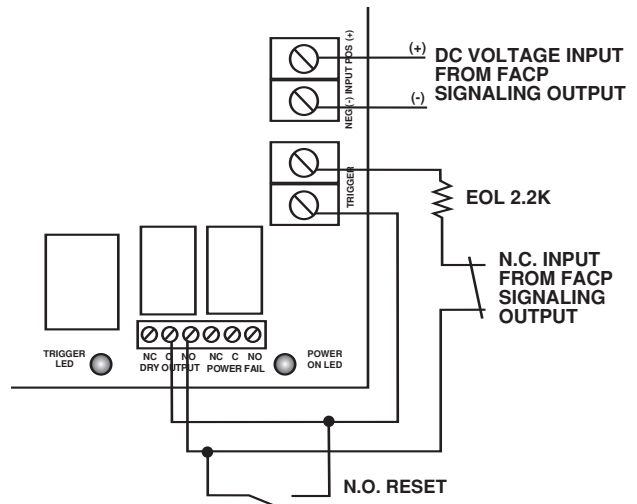 (+)
DC VOLTAGE INPUT
FROM FACP
SIGNALING OUTPUT
(-)
NEG (-) INPUT POS (+)
TRIGGER
EOL 2.2K
N.C. INPUT
FROM FACP
SIGNALING
OUTPUT
TRIGGER
LED
NC C NO NC C NO
DRY OUTPUT POWER FAIL
POWER
ON LED
N.O. RESET